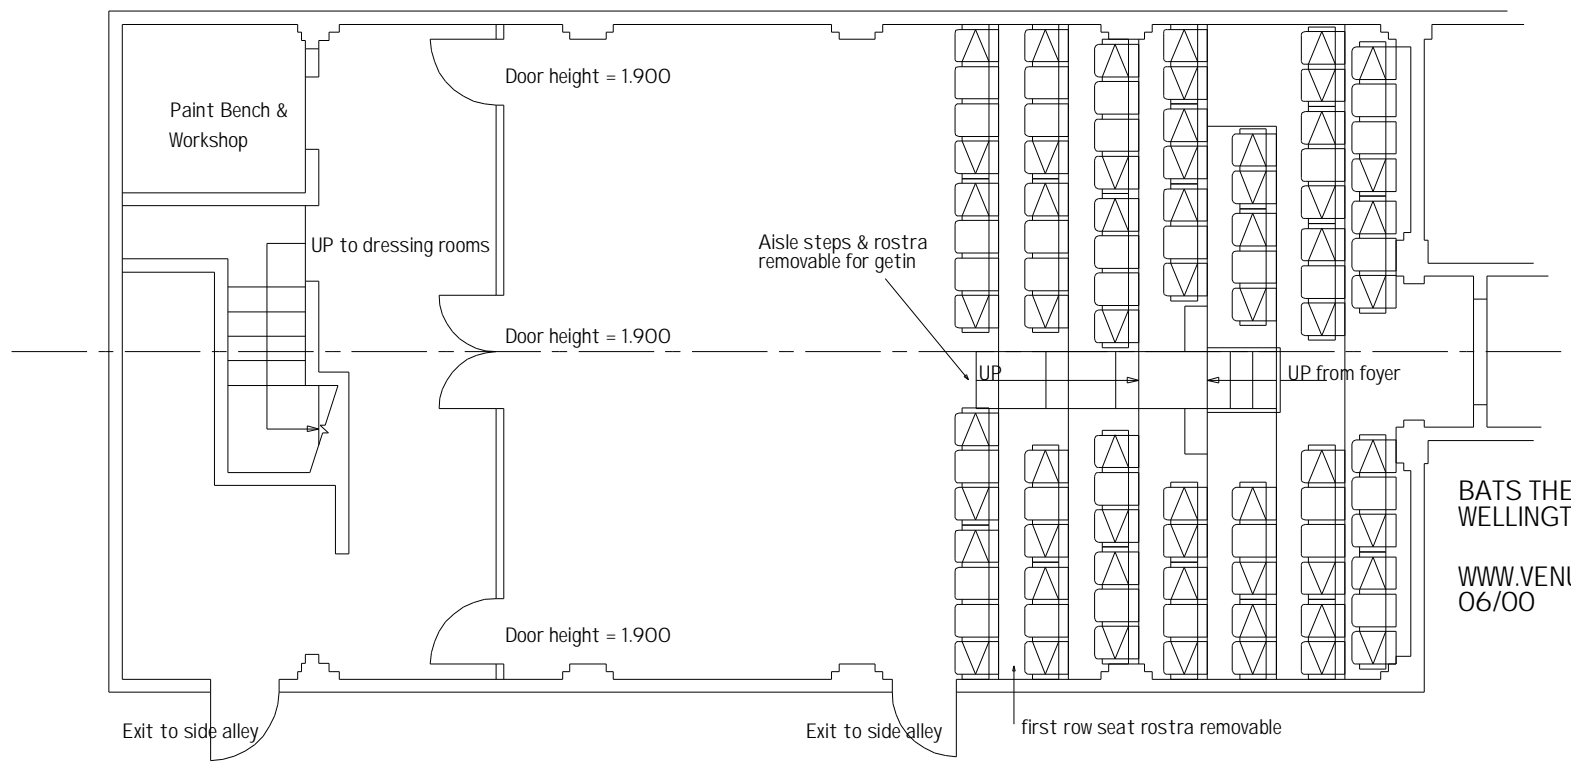 Door height = 1.900
Paint Bench &
Workshop
UP to dressing rooms
Aisle steps & rostra
removable for getin
Door height = 1.900
UP
UP from foyer
BATS THE
WELLINGT
WWW.VENU
06/00
Door height = 1.900
Exit to side alley
Exit to side alley
first row seat rostra removable